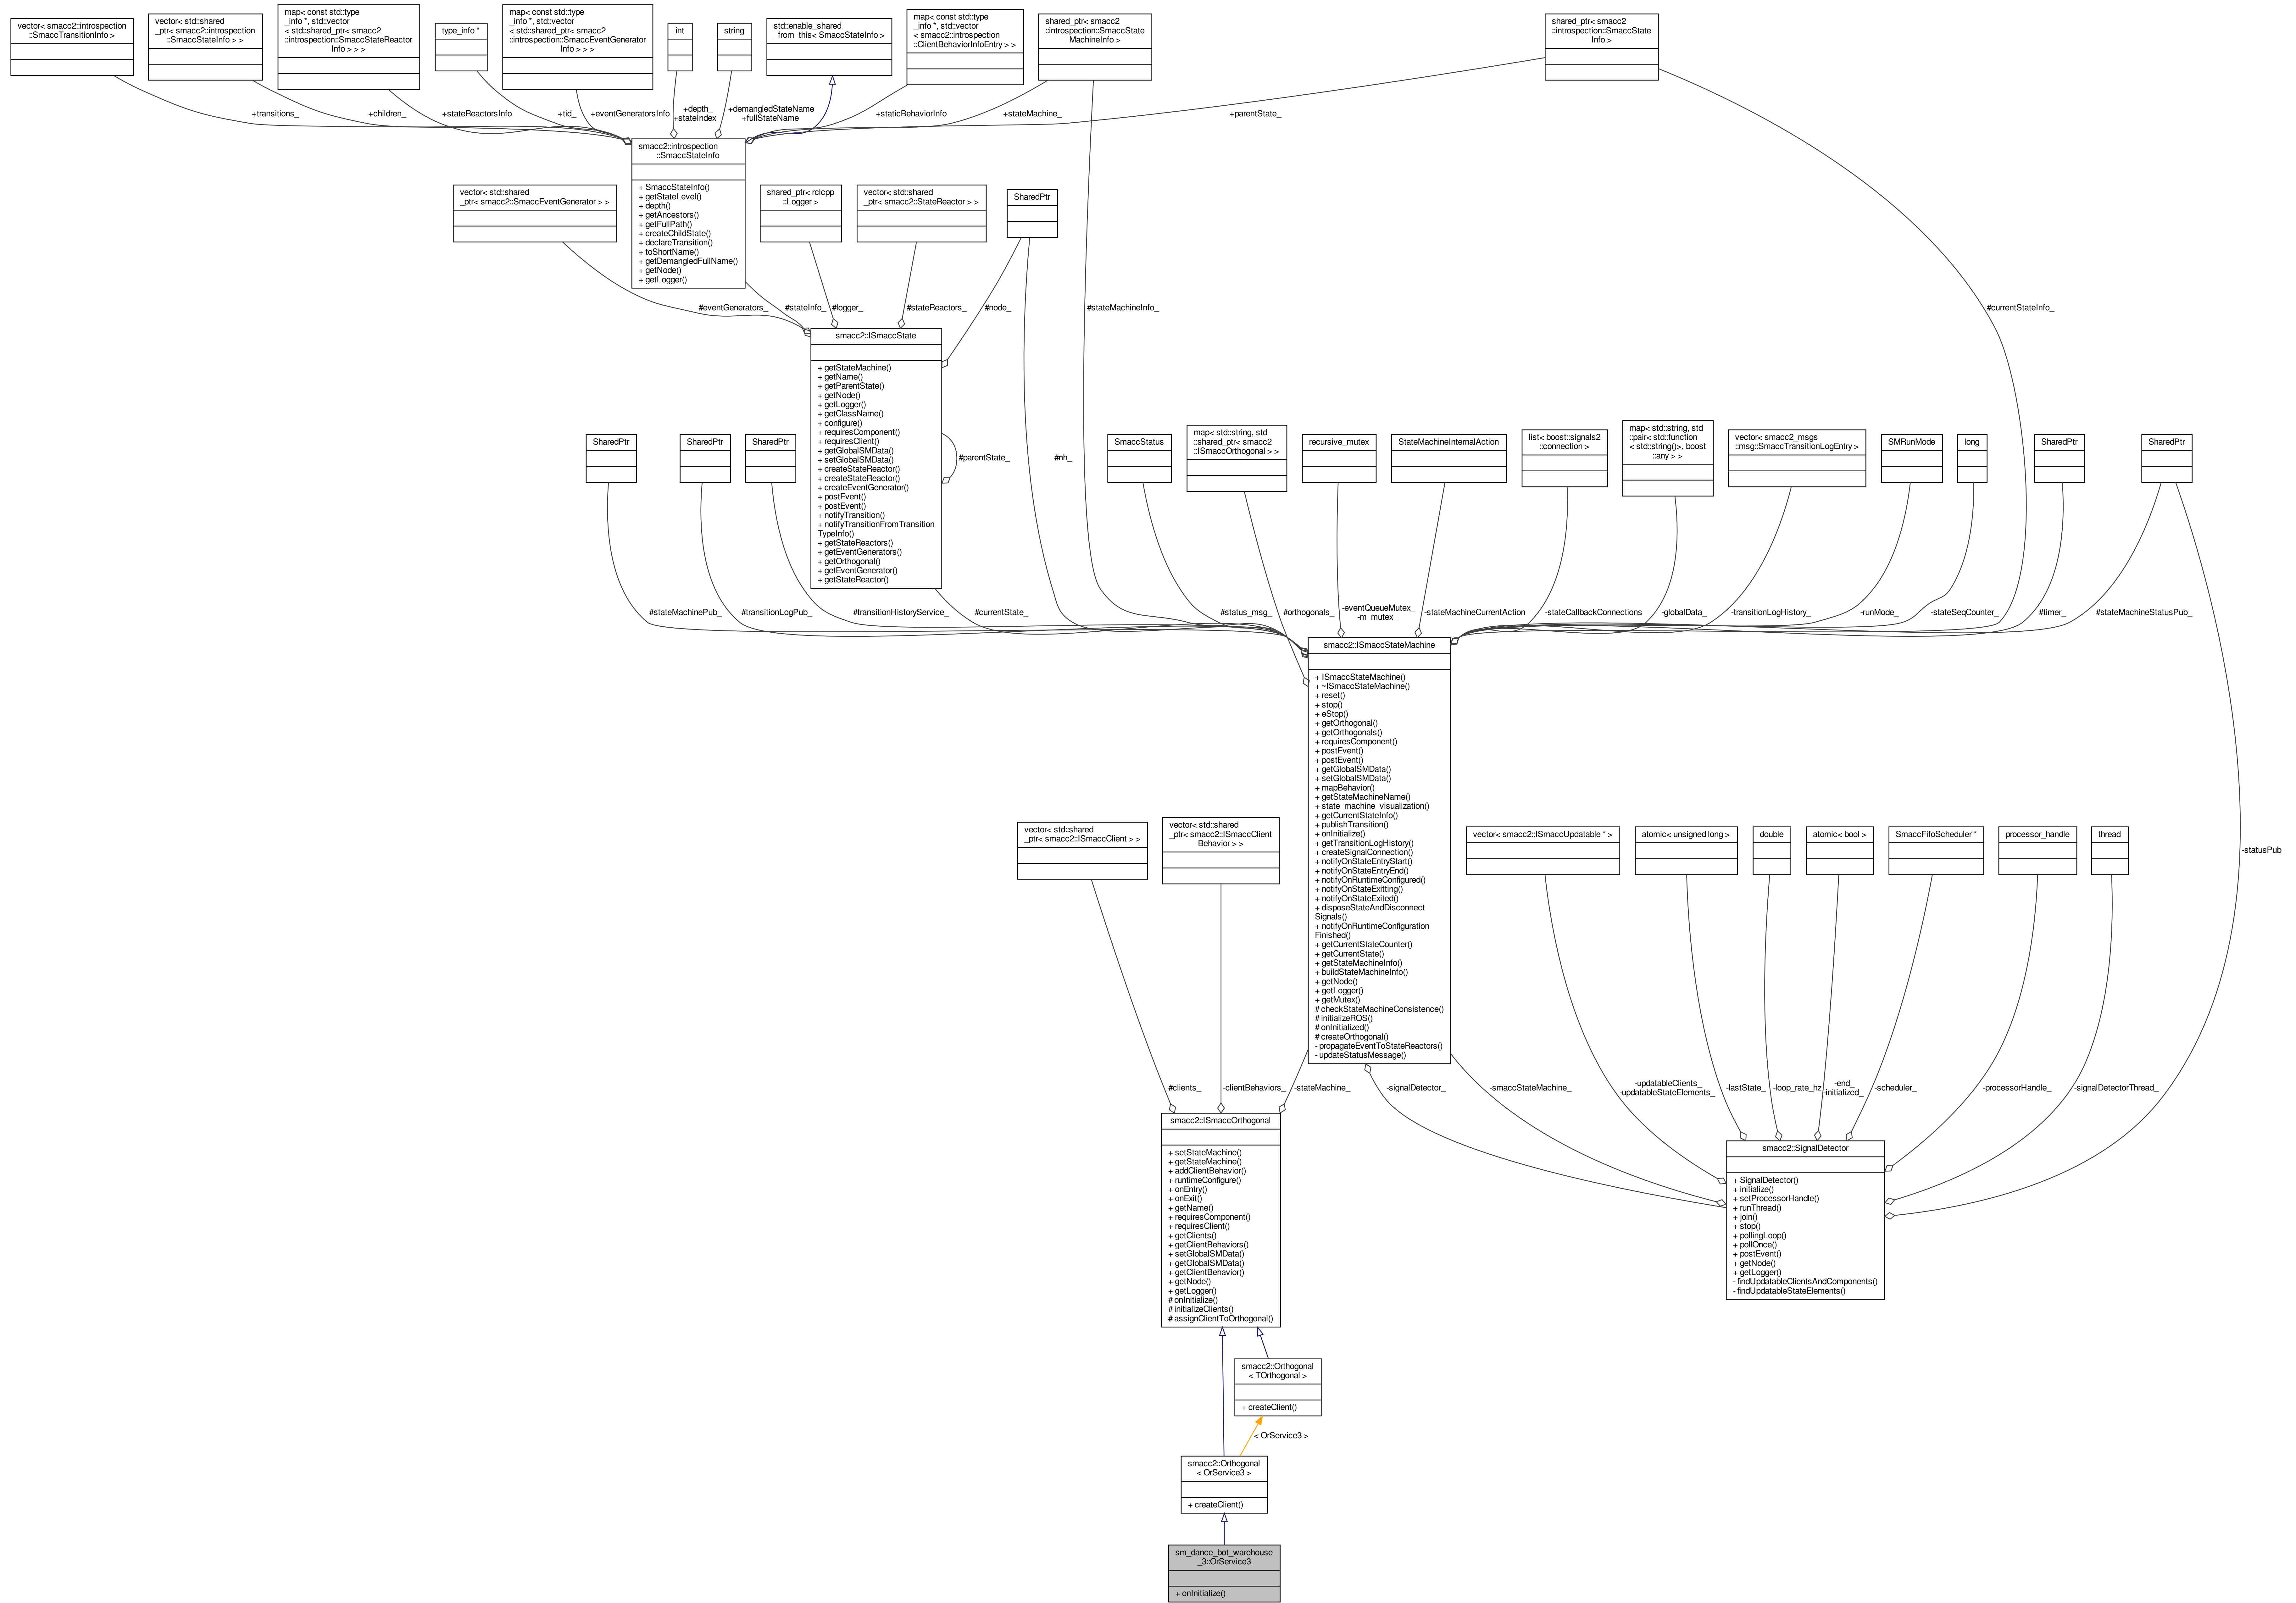 vector< smacc2::introspection
::SmaccTransitionInfo >
vector< std::shared
_ptr< smacc2::introspection
::SmaccStateInfo > >
map< const std::type
_info *, std::vector
< std::shared_ptr< smacc2
::introspection::SmaccStateReactor
Info > > >
type_info *
map< const std::type
_info *, std::vector
< std::shared_ptr< smacc2
::introspection::SmaccEventGenerator
Info > > >
int
string
std::enable_shared
_from_this< SmaccStateInfo >
map< const std::type
_info *, std::vector
< smacc2::introspection
::ClientBehaviorInfoEntry > >
shared_ptr< smacc2
::introspection::SmaccState
MachineInfo >
shared_ptr< smacc2
::introspection::SmaccState
Info >
+transitions_
+children_
+stateReactorsInfo
+tid_
+eventGeneratorsInfo
+depth_
+stateIndex_
+demangledStateName
+fullStateName
+staticBehaviorInfo
+stateMachine_
+parentState_
smacc2::introspection
::SmaccStateInfo
+ SmaccStateInfo()
+ getStateLevel()
+ depth()
+ getAncestors()
+ getFullPath()
+ createChildState()
+ declareTransition()
+ toShortName()
+ getDemangledFullName()
+ getNode()
+ getLogger()
vector< std::shared
_ptr< smacc2::SmaccEventGenerator > >
shared_ptr< rclcpp
::Logger >
vector< std::shared
_ptr< smacc2::StateReactor > >
SharedPtr
#eventGenerators_
#stateInfo_
#logger_
#stateReactors_
#node_
#stateMachineInfo_
#currentStateInfo_
smacc2::ISmaccState
+ getStateMachine()
+ getName()
+ getParentState()
+ getNode()
+ getLogger()
+ getClassName()
+ configure()
+ requiresComponent()
+ requiresClient()
+ getGlobalSMData()
+ setGlobalSMData()
+ createStateReactor()
+ createStateReactor()
+ createEventGenerator()
+ postEvent()
+ postEvent()
+ notifyTransition()
+ notifyTransitionFromTransition
TypeInfo()
+ getStateReactors()
+ getEventGenerators()
+ getOrthogonal()
+ getEventGenerator()
+ getStateReactor()
#parentState_
#nh_
SharedPtr
SharedPtr
SharedPtr
SmaccStatus
map< std::string, std
::shared_ptr< smacc2
::ISmaccOrthogonal > >
recursive_mutex
StateMachineInternalAction
list< boost::signals2
::connection >
map< std::string, std
::pair< std::function
< std::string()>, boost
::any > >
vector< smacc2_msgs
::msg::SmaccTransitionLogEntry >
SMRunMode
long
SharedPtr
SharedPtr
#stateMachinePub_
#transitionLogPub_
#transitionHistoryService_
#currentState_
#status_msg_
#orthogonals_
-eventQueueMutex_
-m_mutex_
-stateMachineCurrentAction
-stateCallbackConnections
-globalData_
-transitionLogHistory_
-runMode_
-stateSeqCounter_
#timer_
#stateMachineStatusPub_
smacc2::ISmaccStateMachine
+ ISmaccStateMachine()
+ ~ISmaccStateMachine()
+ reset()
+ stop()
+ eStop()
+ getOrthogonal()
+ getOrthogonals()
+ requiresComponent()
+ postEvent()
+ postEvent()
+ getGlobalSMData()
+ setGlobalSMData()
+ mapBehavior()
+ getStateMachineName()
+ state_machine_visualization()
+ getCurrentStateInfo()
+ publishTransition()
+ onInitialize()
+ getTransitionLogHistory()
+ createSignalConnection()
+ notifyOnStateEntryStart()
+ notifyOnStateEntryEnd()
+ notifyOnRuntimeConfigured()
+ notifyOnStateExitting()
+ notifyOnStateExited()
+ disposeStateAndDisconnect
Signals()
+ notifyOnRuntimeConfiguration
Finished()
+ getCurrentStateCounter()
+ getCurrentState()
+ getStateMachineInfo()
+ buildStateMachineInfo()
+ getNode()
+ getLogger()
+ getMutex()
# checkStateMachineConsistence()
# initializeROS()
# onInitialized()
# createOrthogonal()
- propagateEventToStateReactors()
- updateStatusMessage()
vector< std::shared
_ptr< smacc2::ISmaccClient > >
vector< std::shared
_ptr< smacc2::ISmaccClient
Behavior > >
vector< smacc2::ISmaccUpdatable * >
atomic< unsigned long >
double
atomic< bool >
SmaccFifoScheduler *
processor_handle
thread
-statusPub_
#clients_
-clientBehaviors_
-stateMachine_
-signalDetector_
-smaccStateMachine_
-updatableClients_
-updatableStateElements_
-lastState_
-loop_rate_hz
-end_
-initialized_
-scheduler_
-processorHandle_
-signalDetectorThread_
smacc2::ISmaccOrthogonal
+ setStateMachine()
+ getStateMachine()
+ addClientBehavior()
+ runtimeConfigure()
+ onEntry()
+ onExit()
+ getName()
+ requiresComponent()
+ requiresClient()
+ getClients()
+ getClientBehaviors()
+ setGlobalSMData()
+ getGlobalSMData()
+ getClientBehavior()
+ getNode()
+ getLogger()
# onInitialize()
# initializeClients()
# assignClientToOrthogonal()
smacc2::SignalDetector
+ SignalDetector()
+ initialize()
+ setProcessorHandle()
+ runThread()
+ join()
+ stop()
+ pollingLoop()
+ pollOnce()
+ postEvent()
+ getNode()
+ getLogger()
- findUpdatableClientsAndComponents()
- findUpdatableStateElements()
smacc2::Orthogonal
< TOrthogonal >
+ createClient()
< OrService3 >
smacc2::Orthogonal
< OrService3 >
+ createClient()
sm_dance_bot_warehouse
_3::OrService3
+ onInitialize()